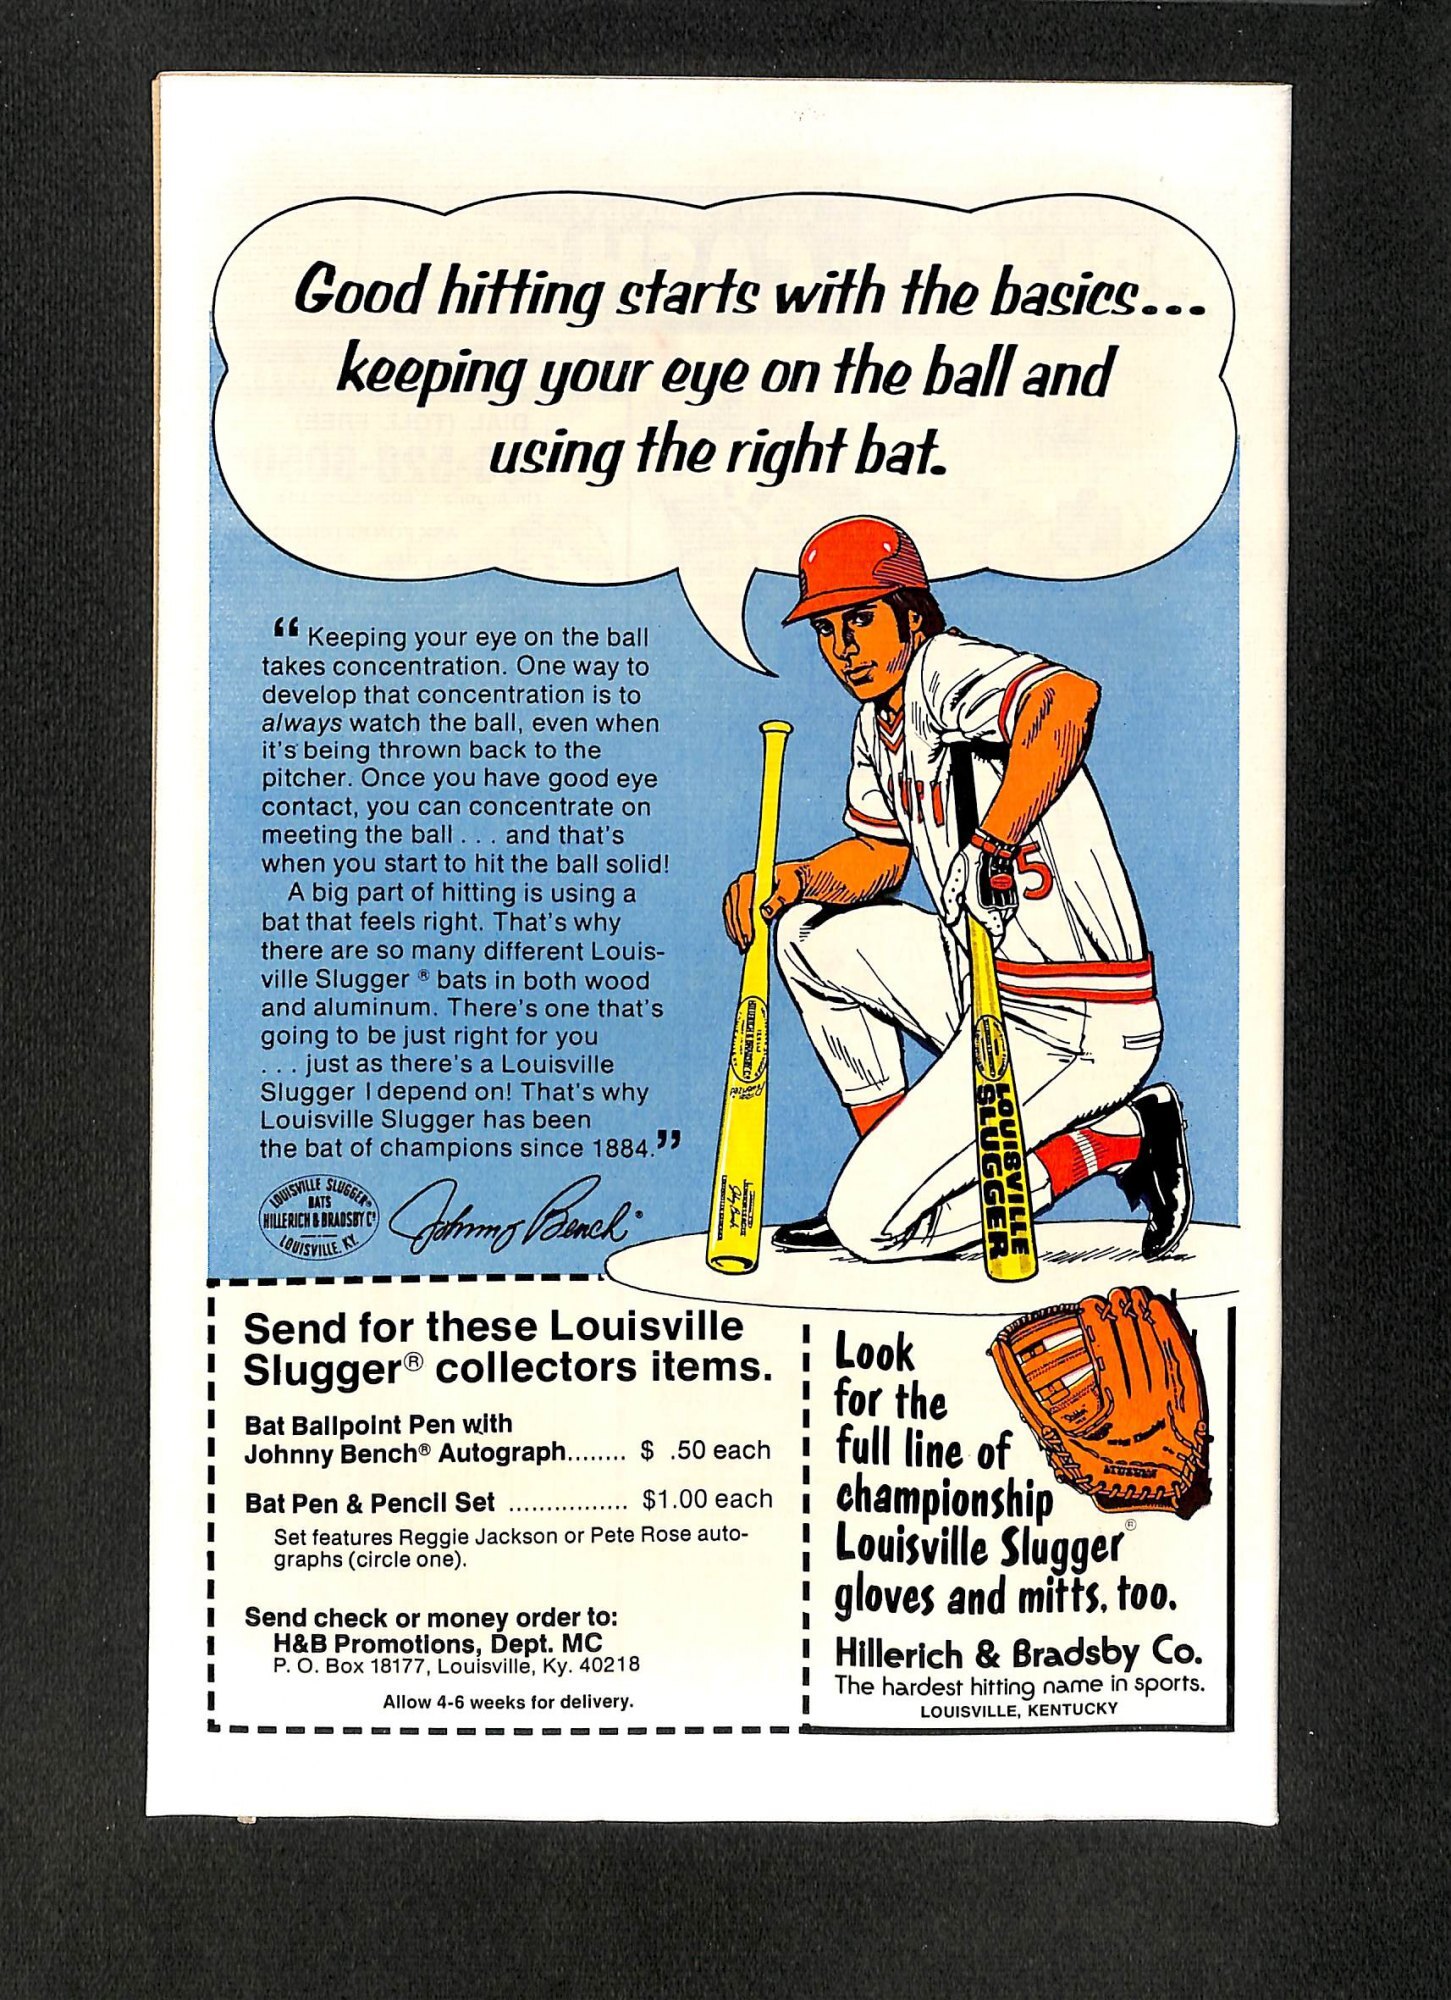 Good hitting starts with the basics...
keeping your eye on the ball and
using the right bat.
“ Keeping your eye on the ball
takes concentration. One way to
develop that concentration is to
always watch the ball, even when
it's being thrown back to the
pitcher. Once you have good eye
contact, you can concentrate on
meeting the ball . . . and that's
when you start to hit the ball solid!
A big part of hitting is using a
bat that feels right. That's why
there are so many different Louis-
ville Slugger ® bats in both wood
and aluminum. There's one that's
going to be just right for you
. . . just as there's a Louisville
Slugger I depend on! That's why
Louisville Slugger has been
the bat of champions since 1884.”
LOUISVILLE SLUGGER®
BATS
HILLERICH & BRADSBY Co
LOUISVILLE. KY.
Johnny Bench®
5
LOUISVILLE
SLUGGER
Send for these Louisville
Slugger® collectors items.
Bat Ballpoint Pen with
Johnny Bench® Autograph........ $ .50 each
Bat Pen & Pencil Set ................ $1.00 each
Set features Reggie Jackson or Pete Rose auto-
graphs (circle one).
Send check or money order to:
H&B Promotions, Dept. MC
P. O. Box 18177, Louisville, Ky. 40218
Allow 4-6 weeks for delivery.
Look
for the
full line of
championship
Louisville Slugger®
gloves and mitts, too.
Hillerich & Bradsby Co.
The hardest hitting name in sports.
LOUISVILLE, KENTUCKY